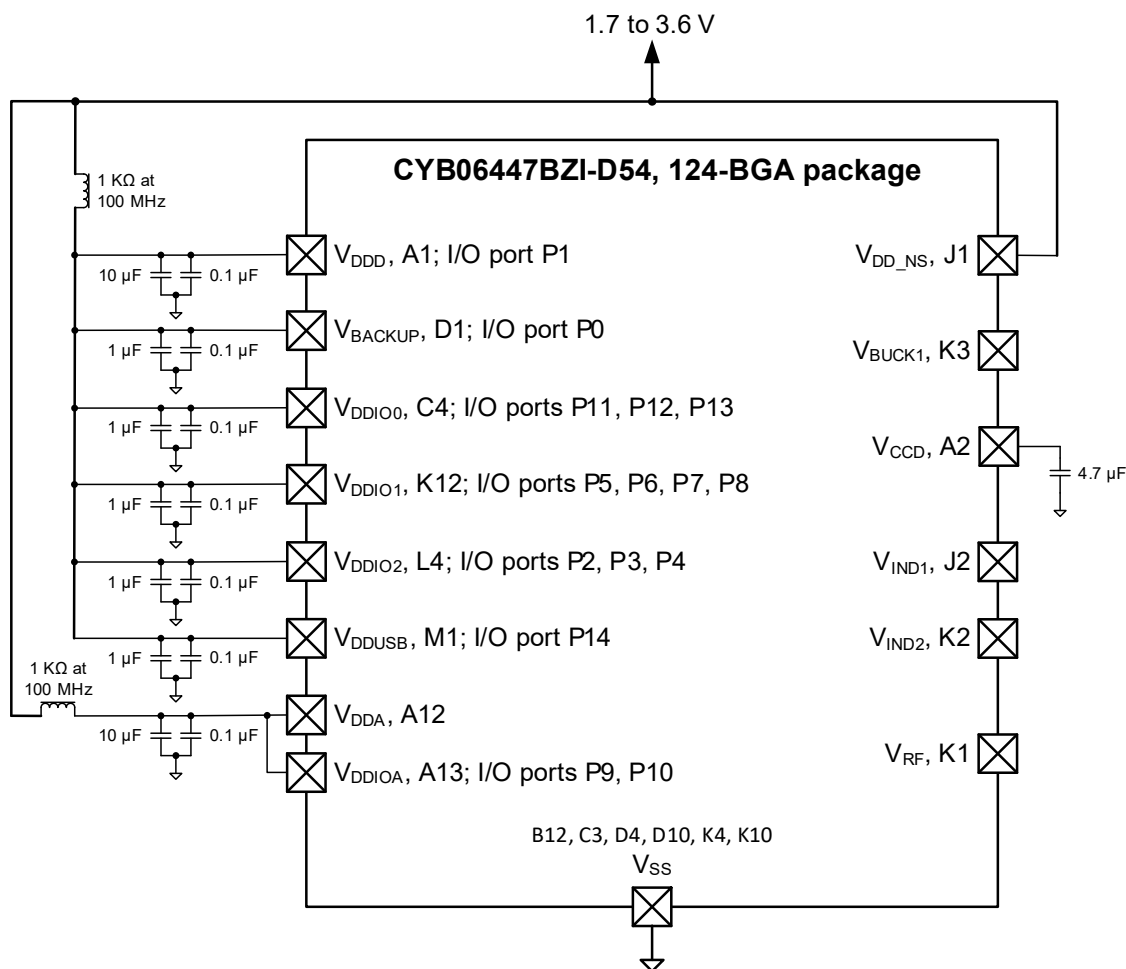 1.7 to 3.6 V
CYB06447BZI-D54, 124-BGA package
1 KΩ at
100 MHz
10 µF
0.1 µF
VDDD, A1; I/O port P1
VDD_NS, J1
1 µF
0.1 µF
VBACKUP, D1; I/O port P0
VBUCK1, K3
1 µF
0.1 µF
VDDIO0, C4; I/O ports P11, P12, P13
VCCD, A2
4.7 µF
1 µF
0.1 µF
VDDIO1, K12; I/O ports P5, P6, P7, P8
1 µF
0.1 µF
VDDIO2, L4; I/O ports P2, P3, P4
VIND1, J2
1 µF
0.1 µF
VDDUSB, M1; I/O port P14
VIND2, K2
1 KΩ at
100 MHz
10 µF
0.1 µF
VDDA, A12
VRF, K1
VDDIOA, A13; I/O ports P9, P10
B12, C3, D4, D10, K4, K10
VSS